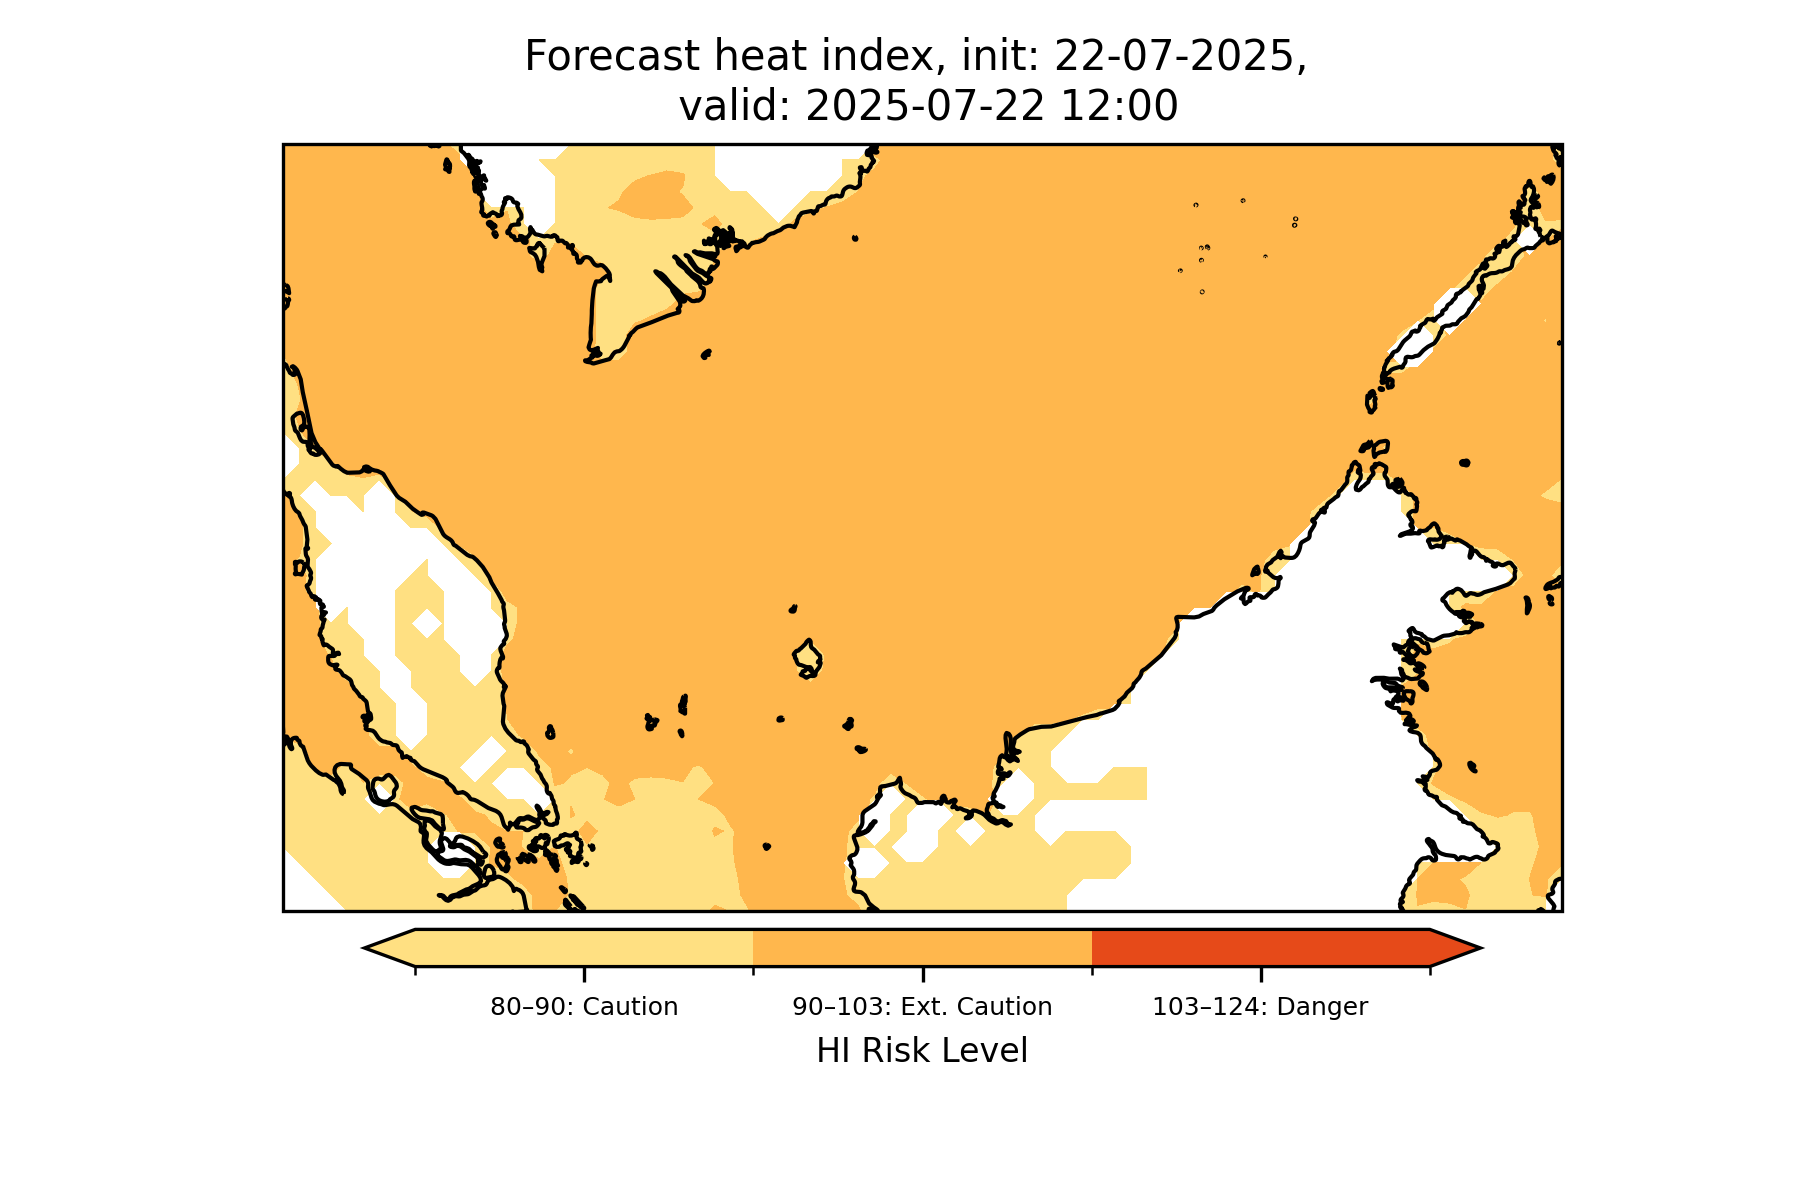 Forecast heat index, init: 22-07-2025,
valid: 2025-07-22 12:00
80–90: Caution
90–103: Ext. Caution
103–124: Danger
HI Risk Level